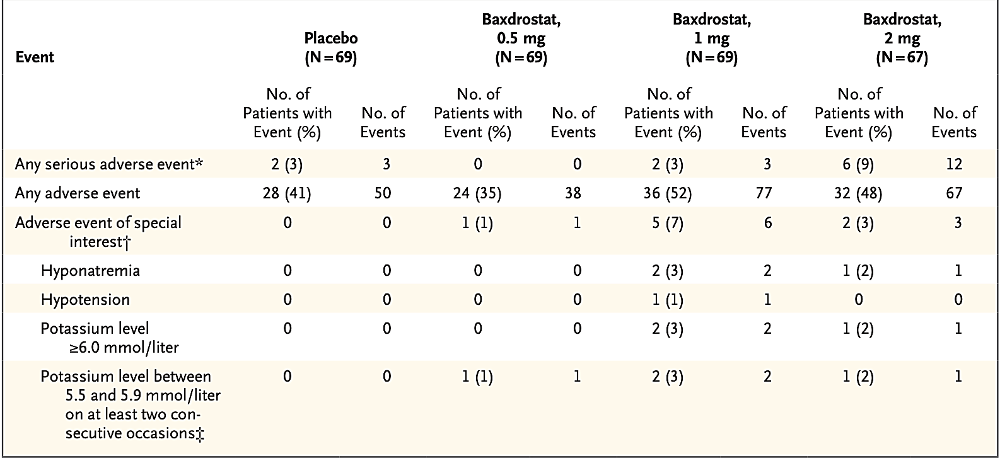 Event Placebo (N=69) Baxdrostat, 0.5 mg (N=69) Baxdrostat, 1 mg (N=69) Baxdrostat, 2 mg (N=67)
No. of Patients with Event (%) No. of Events No. of Patients with Event (%) No. of Events No. of Patients with Event (%) No. of Events No. of Patients with Event (%) No. of Events
Any serious adverse event* 2 (3) 3 0 0 2 (3) 3 6 (9) 12
Any adverse event 28 (41) 50 24 (35) 38 36 (52) 77 32 (48) 67
Adverse event of special 0 0 1 (1) 1 5 (7) 6 2 (3) 3
interest†
Hyponatremia 0 0 0 0 2 (3) 2 1 (2) 1
Hypotension 0 0 0 0 1 (1) 1 0 0
Potassium level 0 0 0 0 2 (3) 2 1 (2) 1
≥6.0 mmol/liter
Potassium level between 0 0 1 (1) 1 2 (3) 2 1 (2) 1
5.5 and 5.9 mmol/liter
on at least two con-
secutive occasions‡